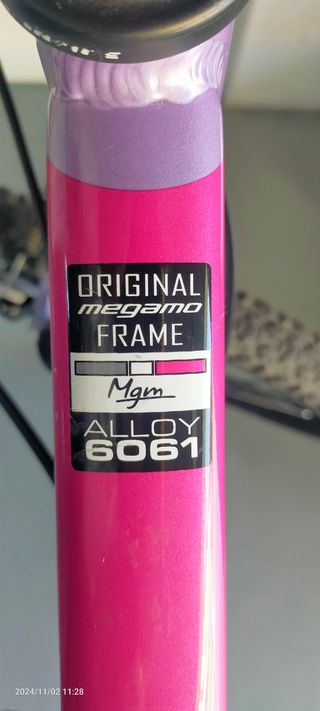 ORIGINAL
megamo
FRAME
Mgm
ALLOY
6061
2024/11/02 11:28